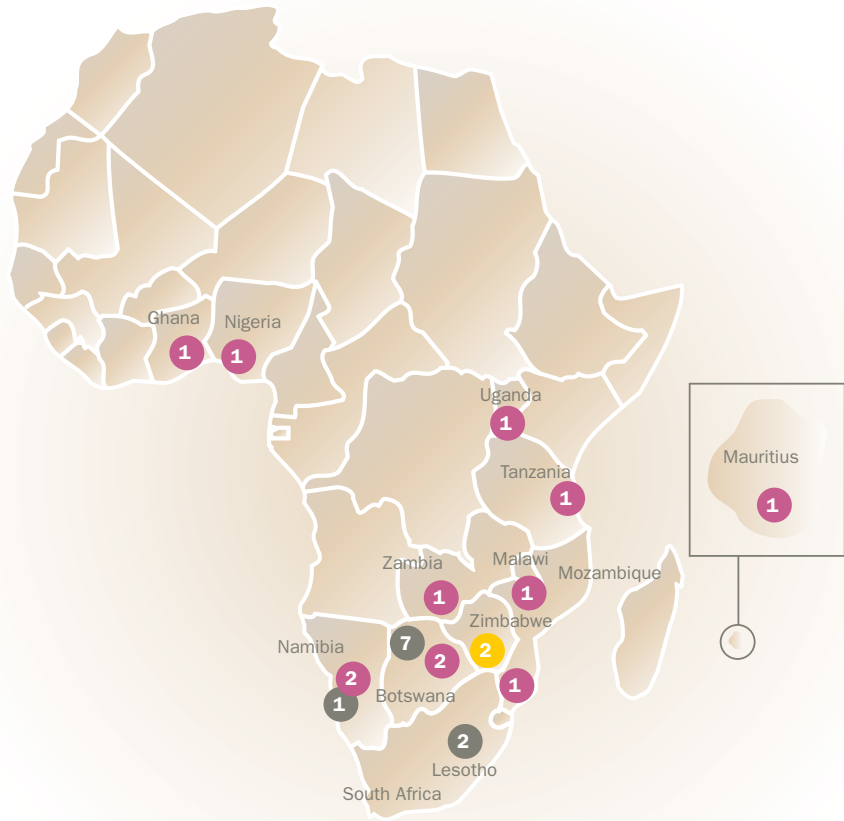 Ghana
Nigeria
1
1
Uganda
1
Tanzania
1
Mauritius
1
Zambia
1
Malawi
1
Mozambique
Zimbabwe
2
Namibia
2
1
7
2
Botswana
1
2
Lesotho
South Africa